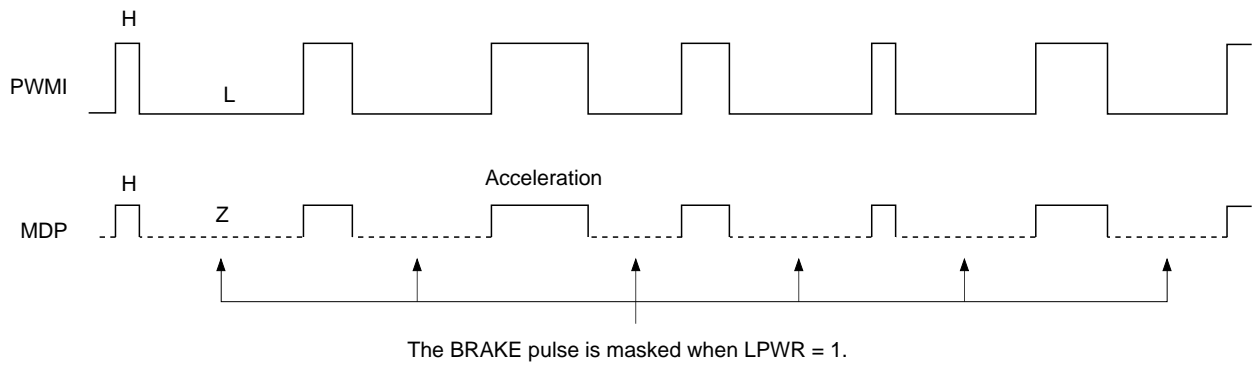 H
PWMI
L
Acceleration
H
Z
MDP
The BRAKE pulse is masked when LPWR = 1.